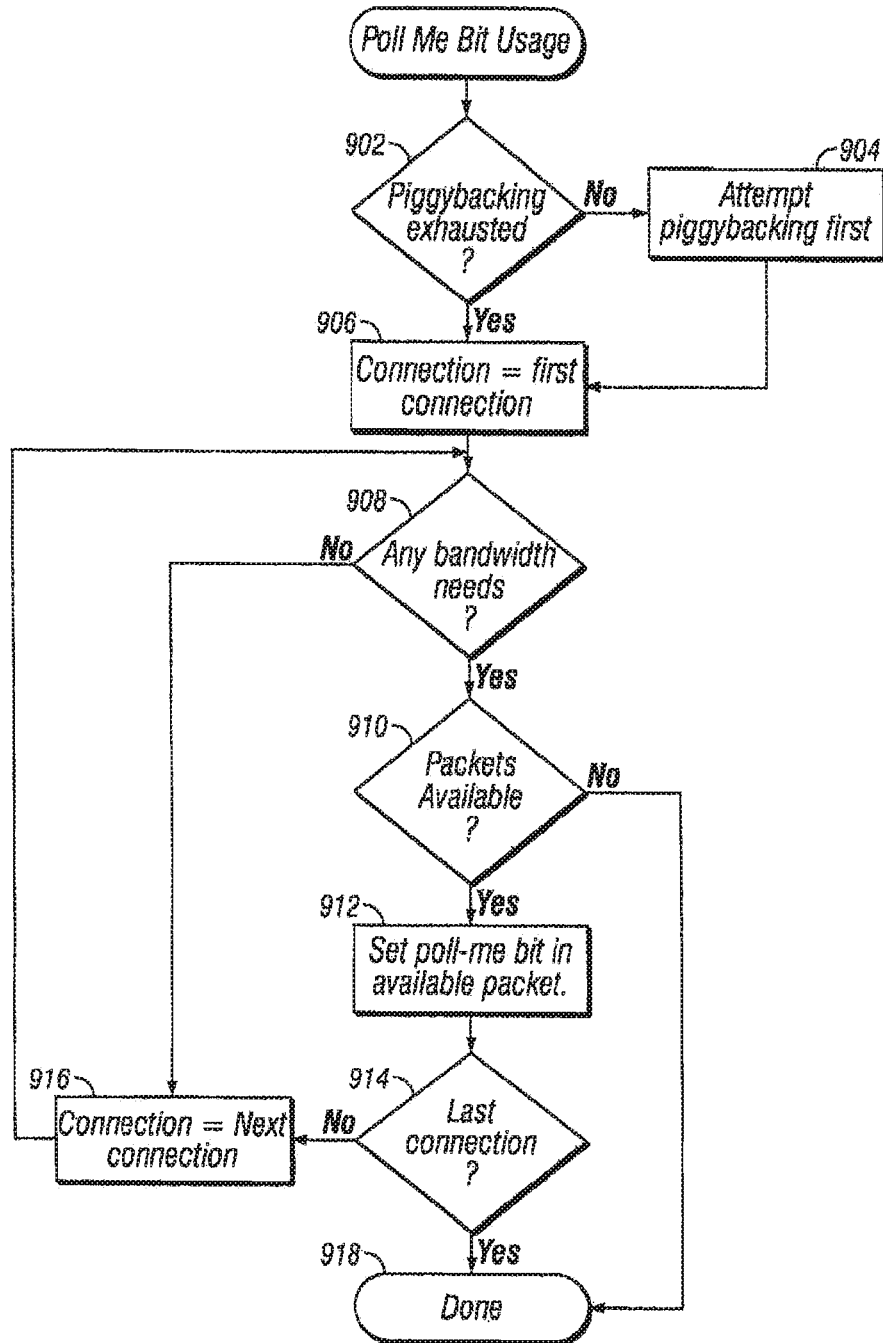 Poll Me Bit Usage
902
Piggybacking
exhausted
?
No
904
Attempt
piggybacking first
Yes
906
Connection = first
connection
908
No
Any bandwidth
needs
?
Yes
910
Packets
Available
?
No
Yes
912
Set poll-me bit in
available packet.
914
Last
connection
?
No
916
Connection = Next
connection
Yes
918
Done